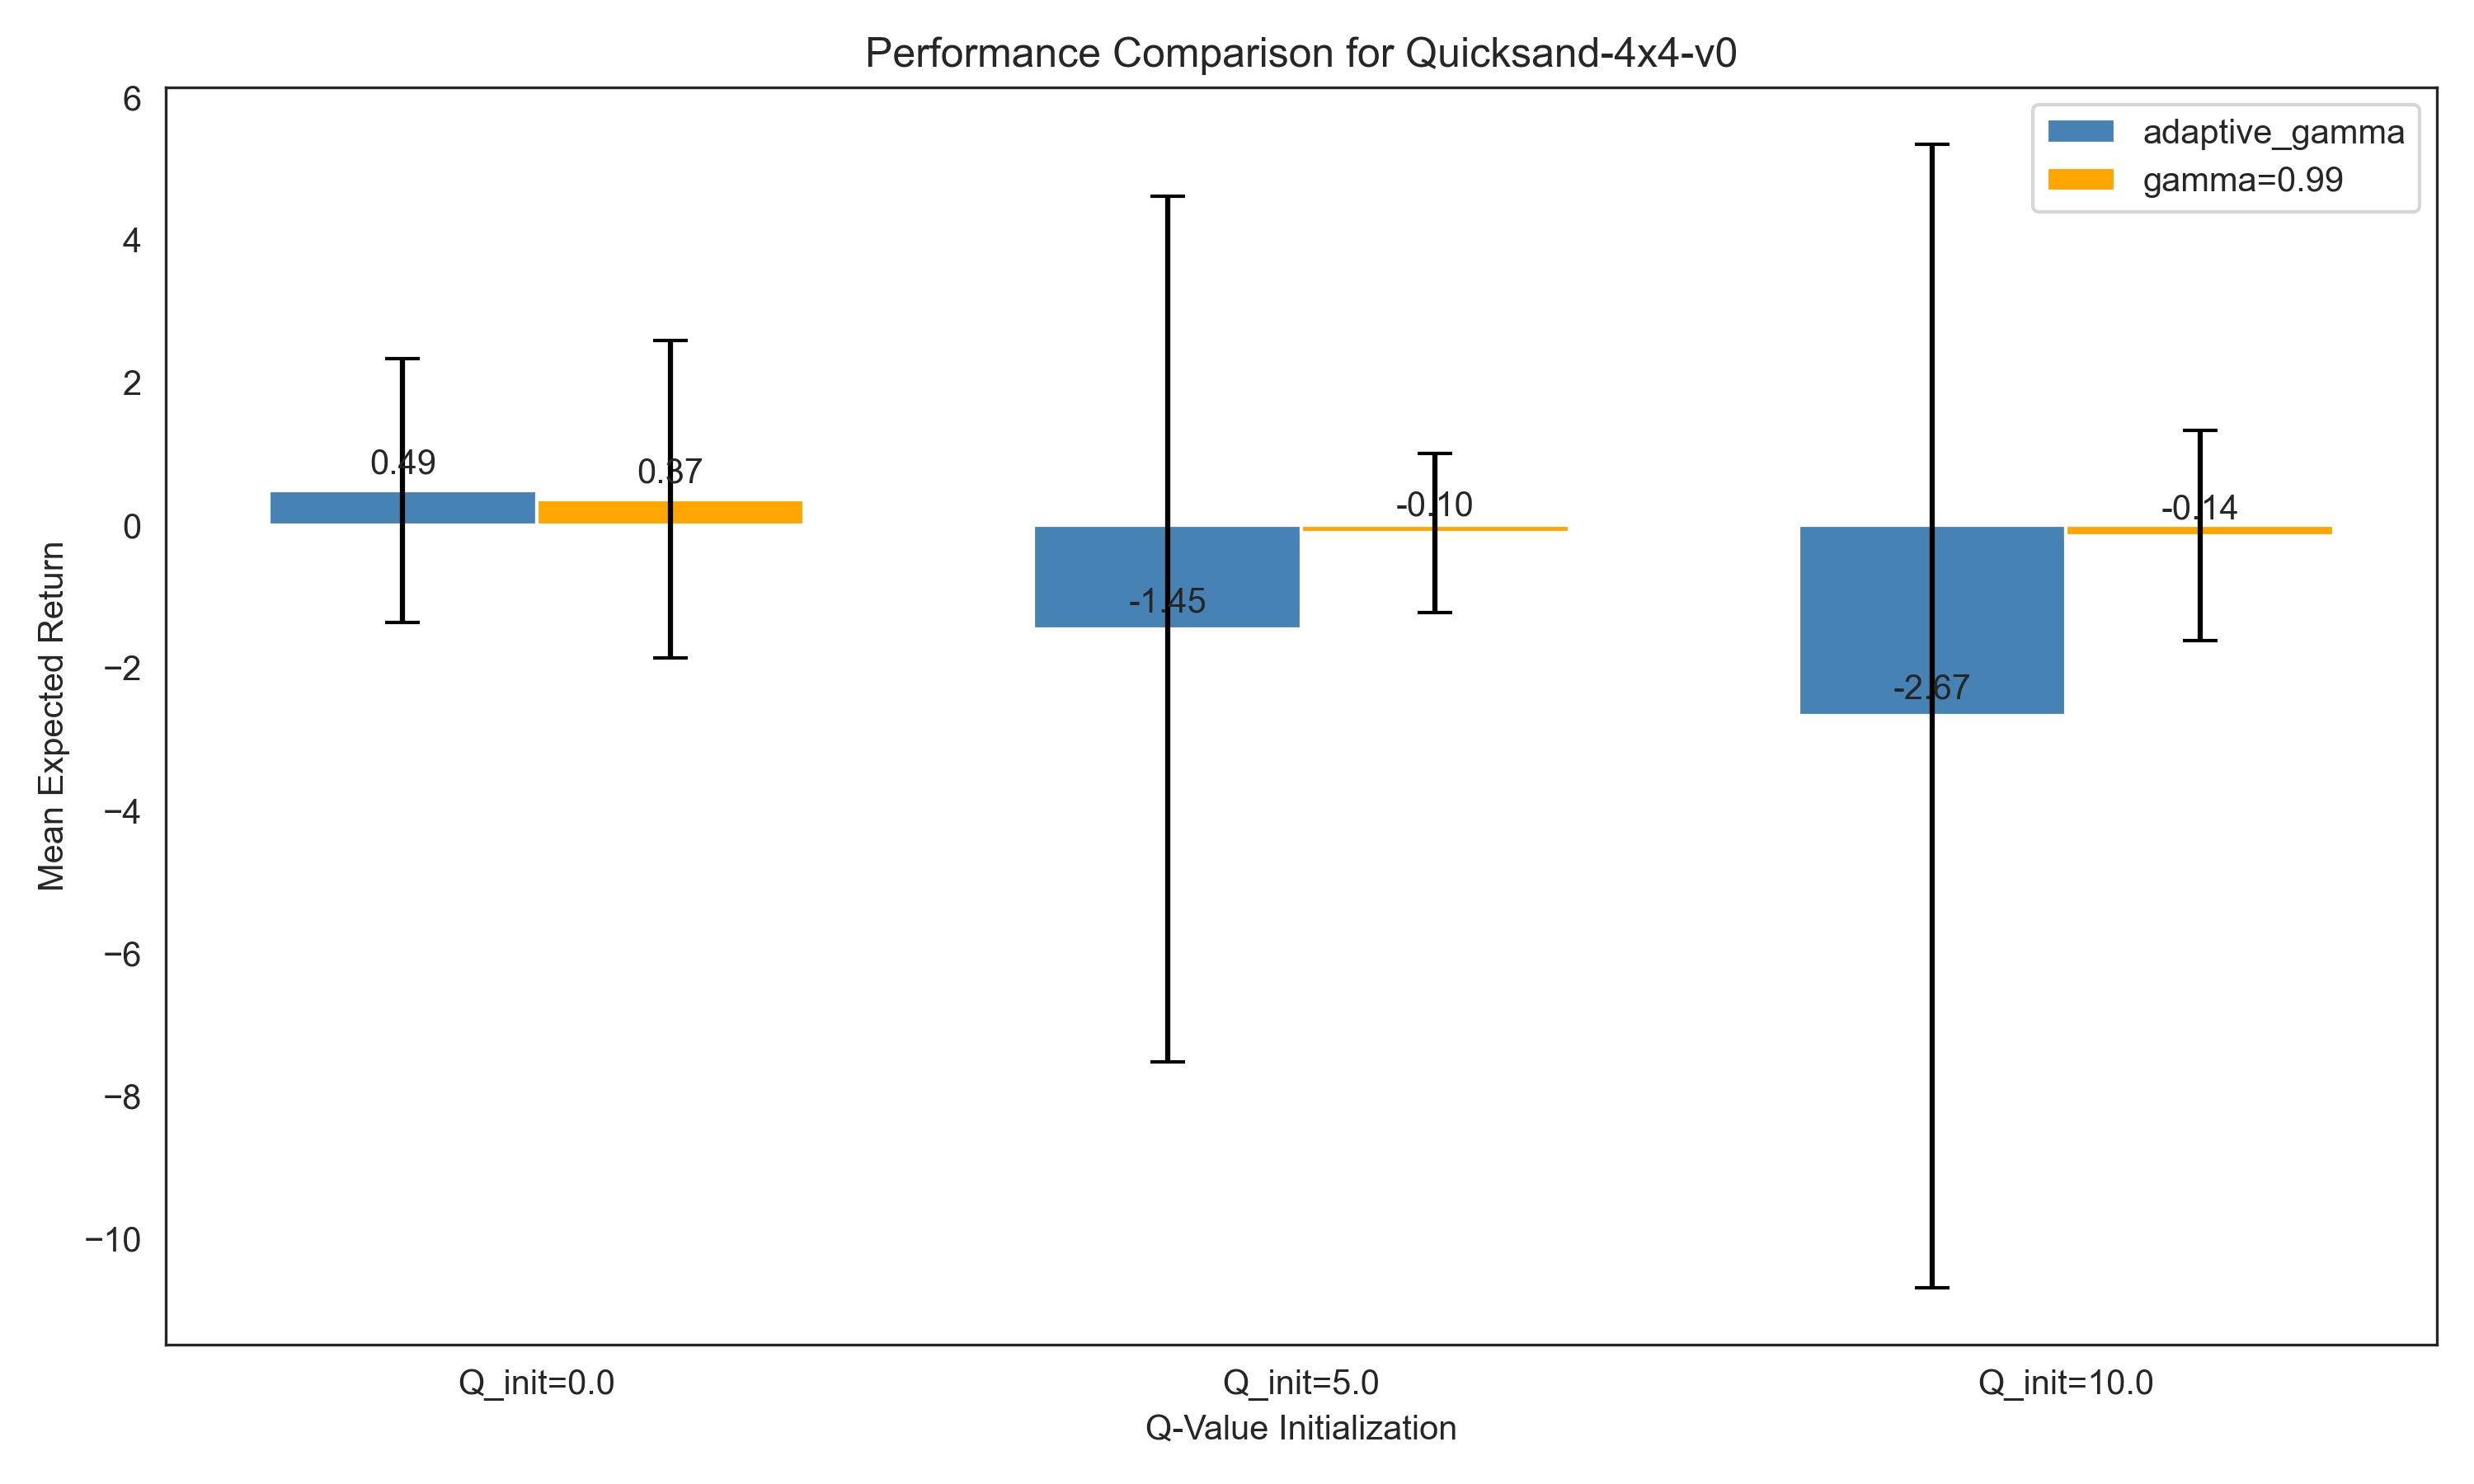 Performance Comparison for Quicksand-4x4-v0
6
4
2
0
−2
−4
−6
−8
−10
Mean Expected Return
adaptive_gamma
gamma=0.99
0.49
0.37
-1.45
-0.10
-2.67
-0.14
Q_init=0.0
Q_init=5.0
Q_init=10.0
Q-Value Initialization